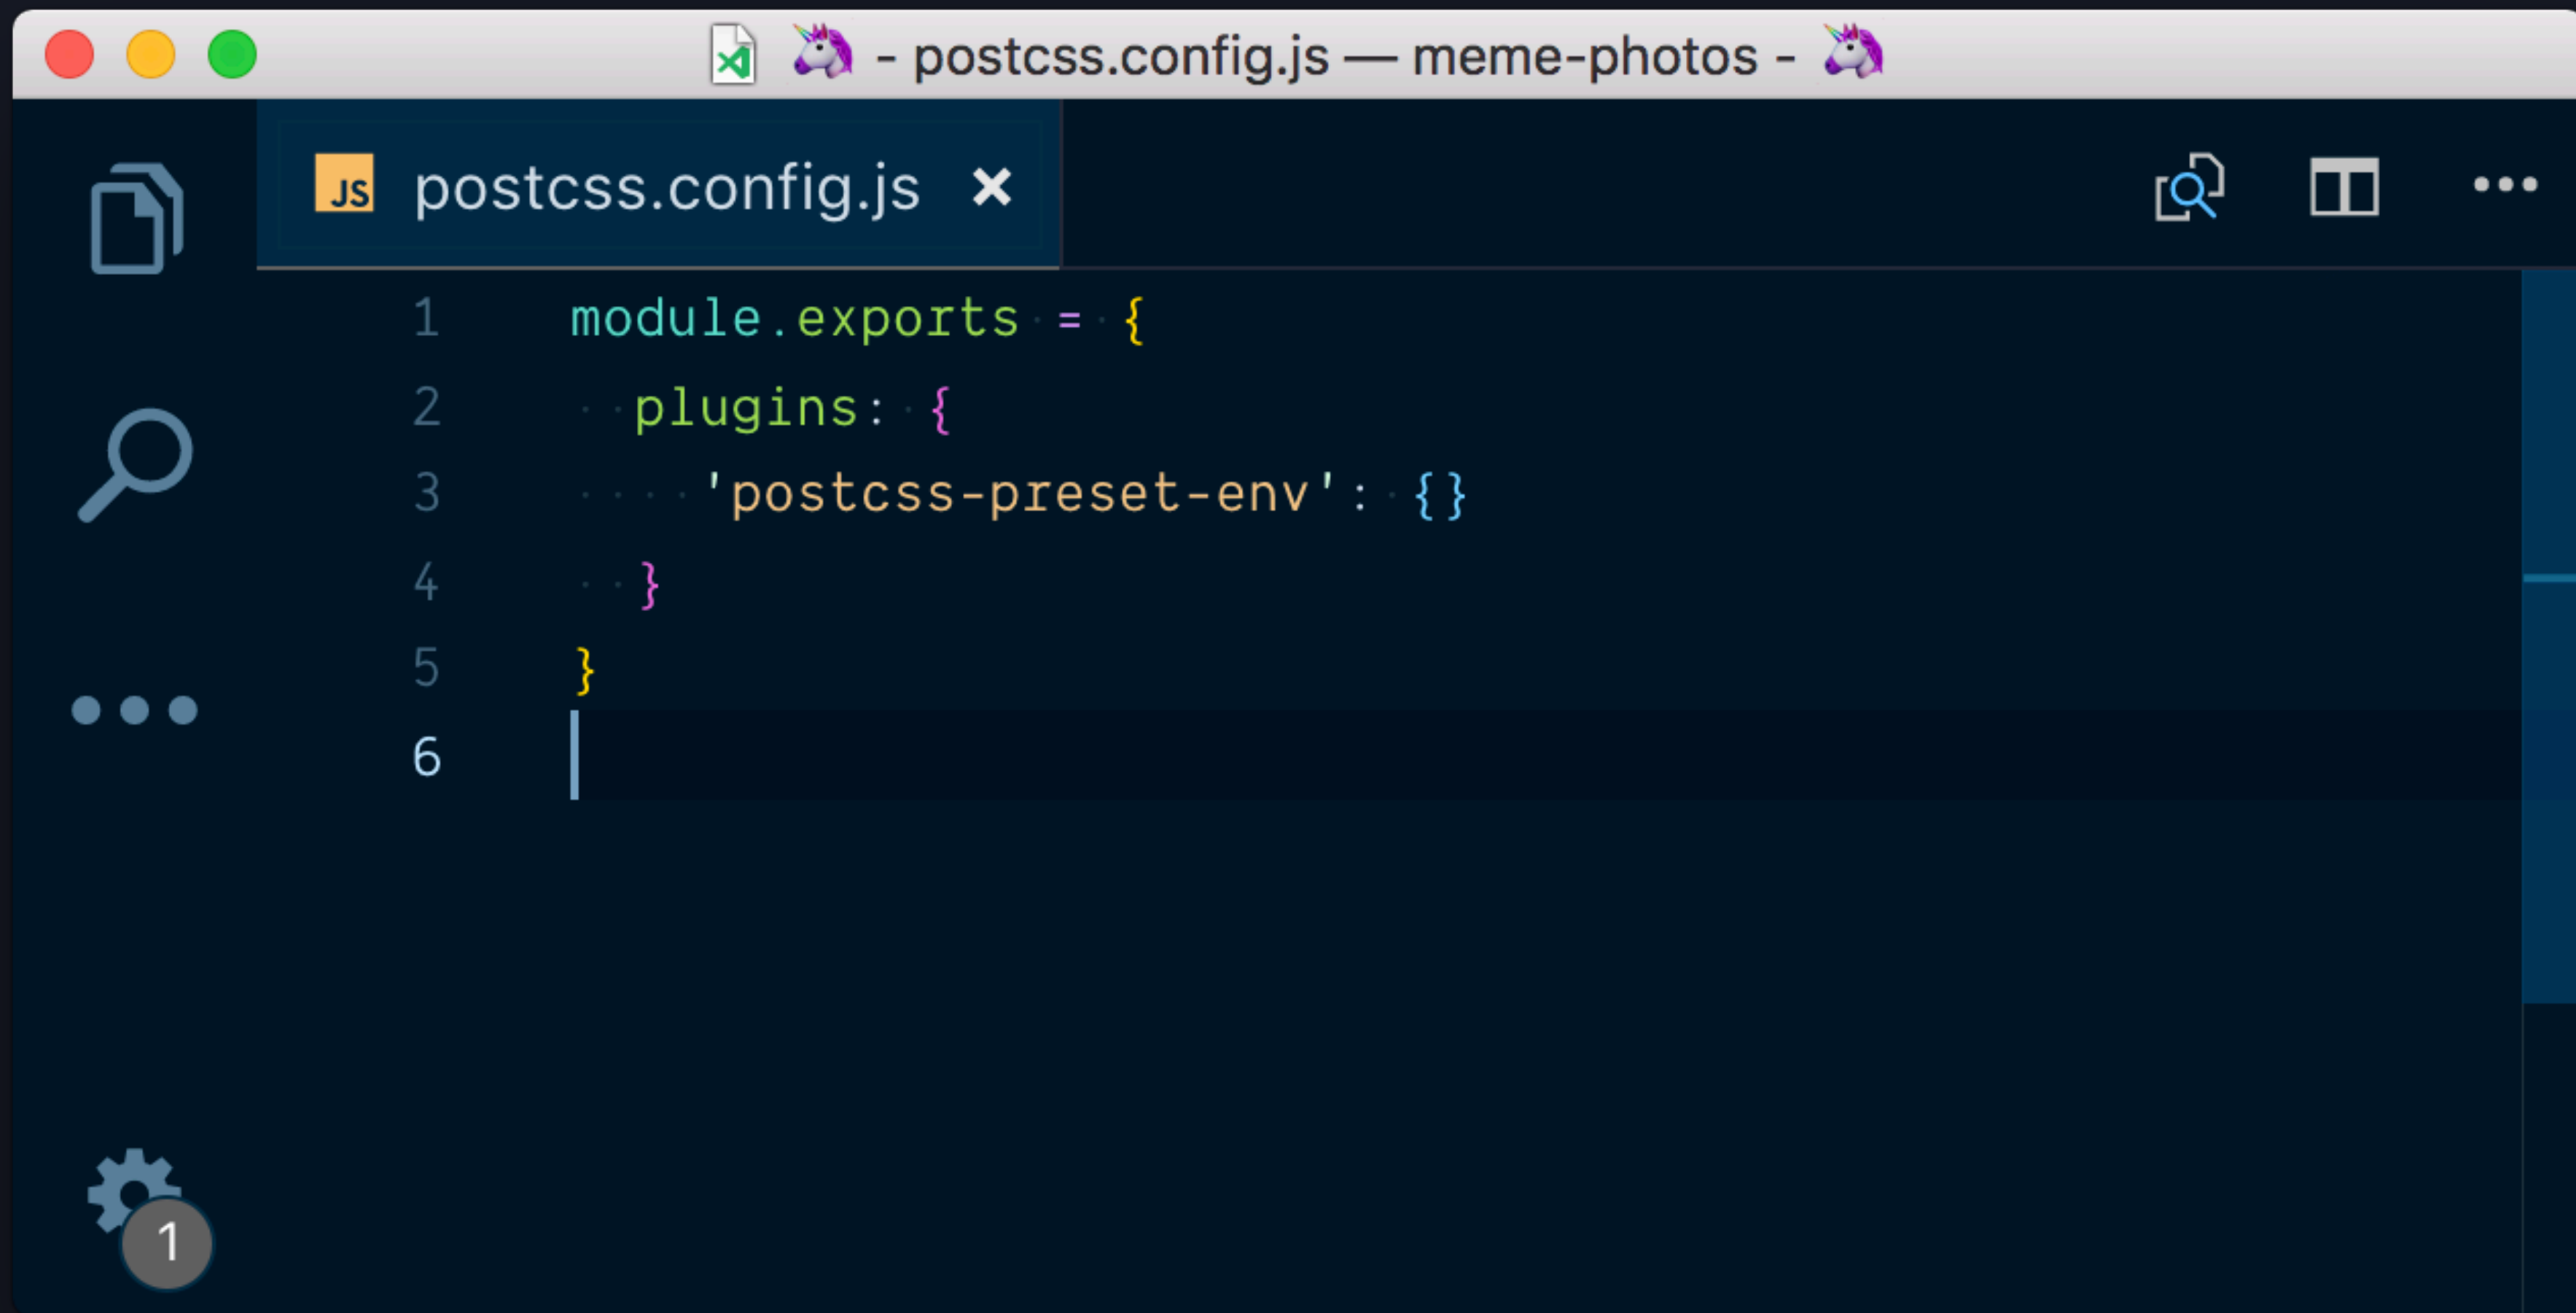 🦄 - postcss.config.js — meme-photos - 🦄
JS postcss.config.js
1 module.exports = {
2   plugins: {
3     'postcss-preset-env': {}
4   }
5 }
6
1